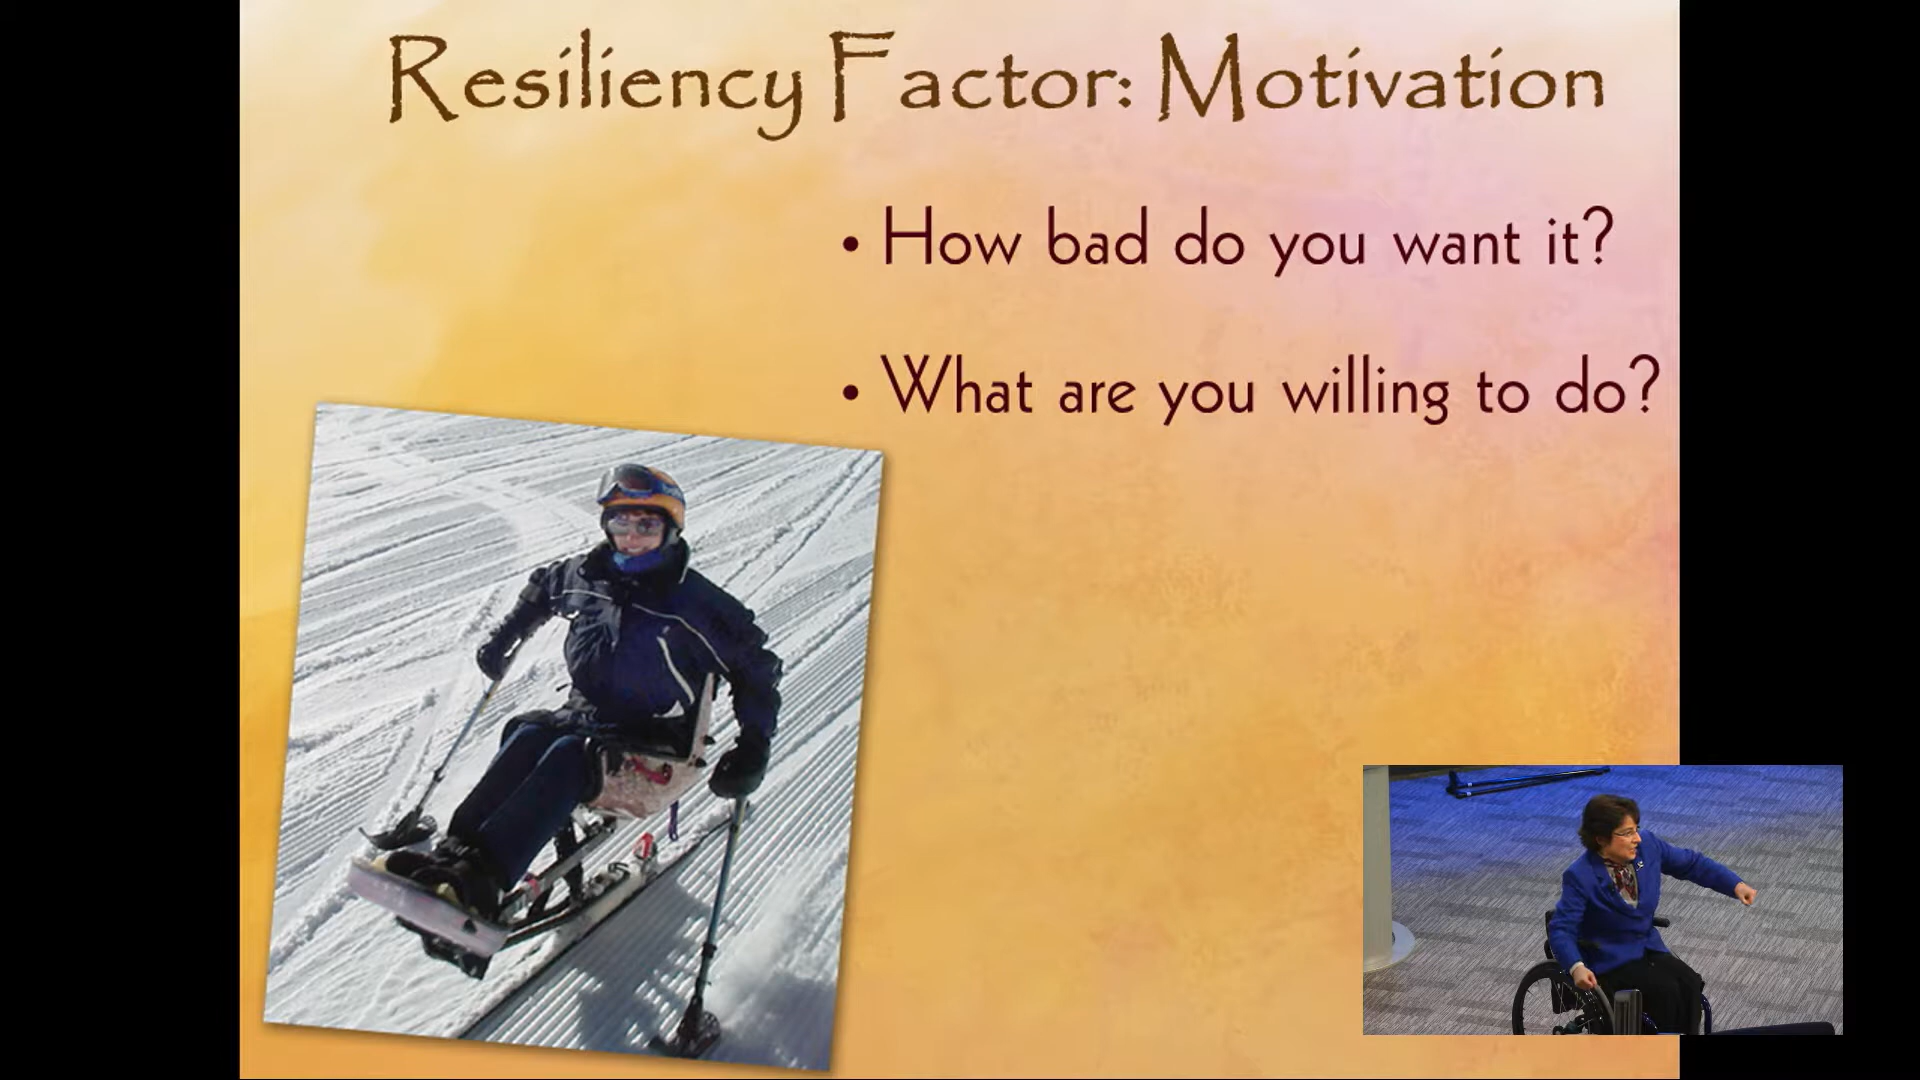 Resiliency Factor: Motivation
• How bad do you want it?
• What are you willing to do?